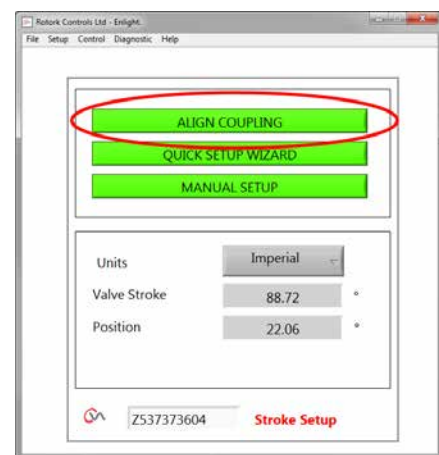 Rotork Controls Ltd - Enlight.
File Setup Control Diagnostic Help
ALIGN COUPLING
QUICK SETUP WIZARD
MANUAL SETUP
Units Imperial
Valve Stroke 88.72 °
Position 22.06 °
Z537373604 Stroke Setup